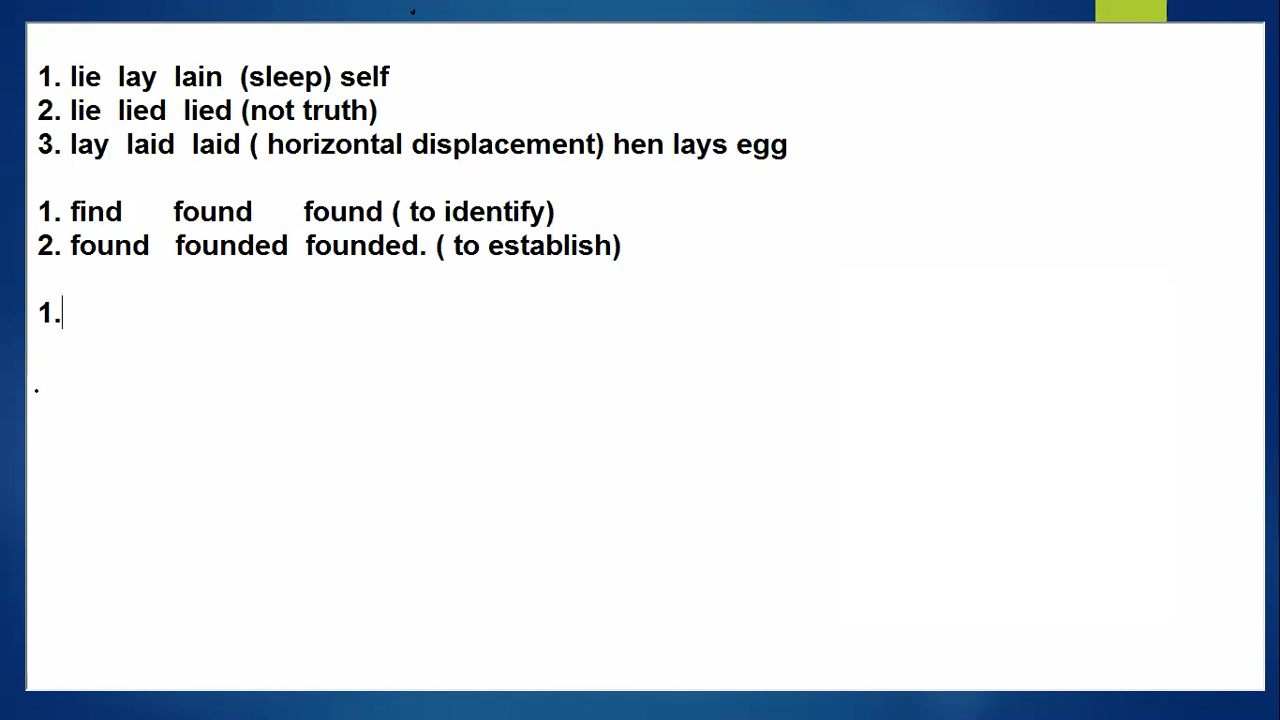 1. lie lay lain (sleep) self
2. lie lied lied (not truth)
3. lay laid laid ( horizontal displacement) hen lays egg
1. find found found ( to identify)
2. found founded founded. ( to establish)
1.